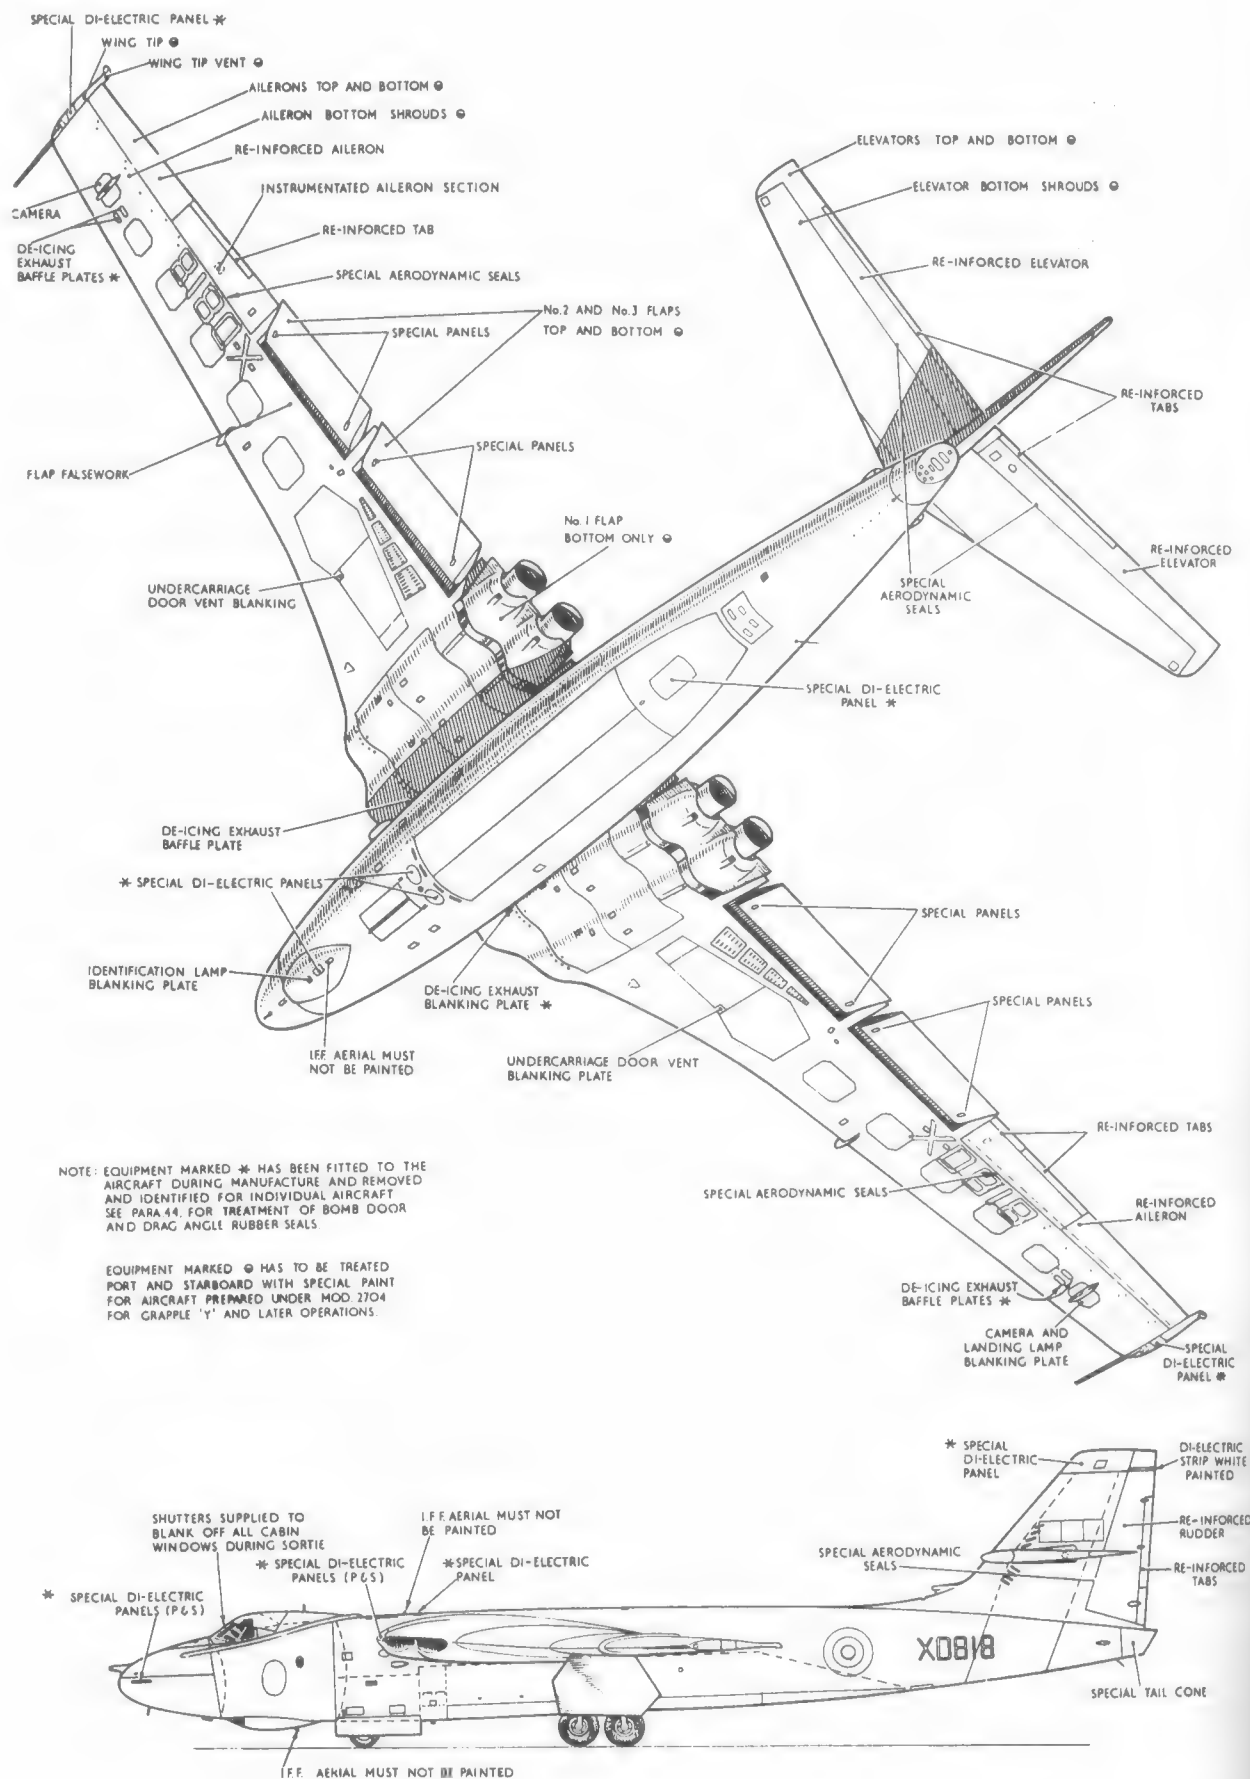 SPECIAL DI-ELECTRIC PANEL *
WING TIP ⊖
WING TIP VENT ⊖
AILERONS TOP AND BOTTOM ⊖
AILERON BOTTOM SHROUDS ⊖
RE-INFORCED AILERON
INSTRUMENTATED AILERON SECTION
CAMERA
RE-INFORCED TAB
DE-ICING
EXHAUST
BAFFLE PLATES *
SPECIAL AERODYNAMIC SEALS
No.2 AND No.3 FLAPS
TOP AND BOTTOM ⊖
SPECIAL PANELS
ELEVATORS TOP AND BOTTOM ⊖
ELEVATOR BOTTOM SHROUDS ⊖
RE-INFORCED ELEVATOR
RE-INFORCED
TABS
SPECIAL PANELS
FLAP FALSEWORK
No.1 FLAP
BOTTOM ONLY ⊖
RE-INFORCED
ELEVATOR
SPECIAL
AERODYNAMIC
SEALS
UNDERCARRIAGE
DOOR VENT BLANKING
XD818
SPECIAL DI-ELECTRIC
PANEL *
DE-ICING EXHAUST
BAFFLE PLATE
* SPECIAL DI-ELECTRIC PANELS
SPECIAL PANELS
IDENTIFICATION LAMP
BLANKING PLATE
DE-ICING EXHAUST
BLANKING PLATE *
SPECIAL PANELS
I.F.F. AERIAL MUST
NOT BE PAINTED
UNDERCARRIAGE DOOR VENT
BLANKING PLATE
RE-INFORCED TABS
XD818
SPECIAL AERODYNAMIC SEALS
RE-INFORCED
AILERON
NOTE: EQUIPMENT MARKED * HAS BEEN FITTED TO THE
AIRCRAFT DURING MANUFACTURE AND REMOVED
AND IDENTIFIED FOR INDIVIDUAL AIRCRAFT
SEE PARA.44. FOR TREATMENT OF BOMB DOOR
AND DRAG ANGLE RUBBER SEALS.
EQUIPMENT MARKED ⊖ HAS TO BE TREATED
PORT AND STARBOARD WITH SPECIAL PAINT
FOR AIRCRAFT PREPARED UNDER MOD. 2704
FOR GRAPPLE 'Y' AND LATER OPERATIONS.
DE-ICING EXHAUST
BAFFLE PLATES *
CAMERA AND
LANDING LAMP
BLANKING PLATE
SPECIAL
DI-ELECTRIC
PANEL *
* SPECIAL
DI-ELECTRIC
PANEL
DI-ELECTRIC
STRIP WHITE
PAINTED
SHUTTERS SUPPLIED TO
BLANK OFF ALL CABIN
WINDOWS DURING SORTIE
I.F.F. AERIAL MUST NOT
BE PAINTED
RE-INFORCED
RUDDER
* SPECIAL DI-ELECTRIC
PANELS (P&S)
* SPECIAL DI-ELECTRIC
PANEL
SPECIAL AERODYNAMIC
SEALS
RE-INFORCED
TABS
* SPECIAL DI-ELECTRIC
PANELS (P&S)
XD818
SPECIAL TAIL CONE
I.F.F. AERIAL MUST NOT BE PAINTED